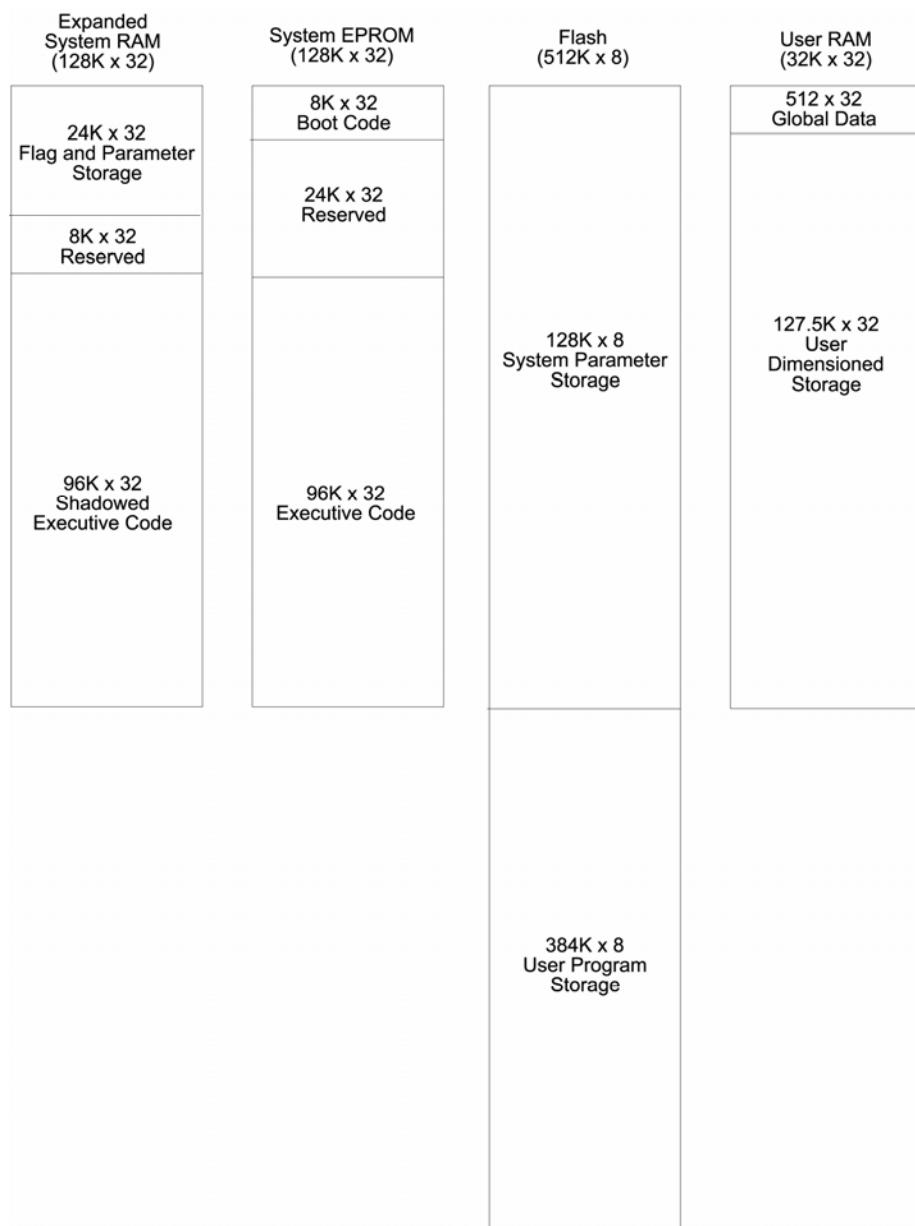 Expanded
System RAM
(128K x 32)
24K x 32
Flag and Parameter
Storage
8K x 32
Reserved
96K x 32
Shadowed
Executive Code
System EPROM
(128K x 32)
8K x 32
Boot Code
24K x 32
Reserved
96K x 32
Executive Code
Flash
(512K x 8)
128K x 8
System Parameter
Storage
384K x 8
User Program
Storage
User RAM
(32K x 32)
512 x 32
Global Data
127.5K x 32
User
Dimensioned
Storage